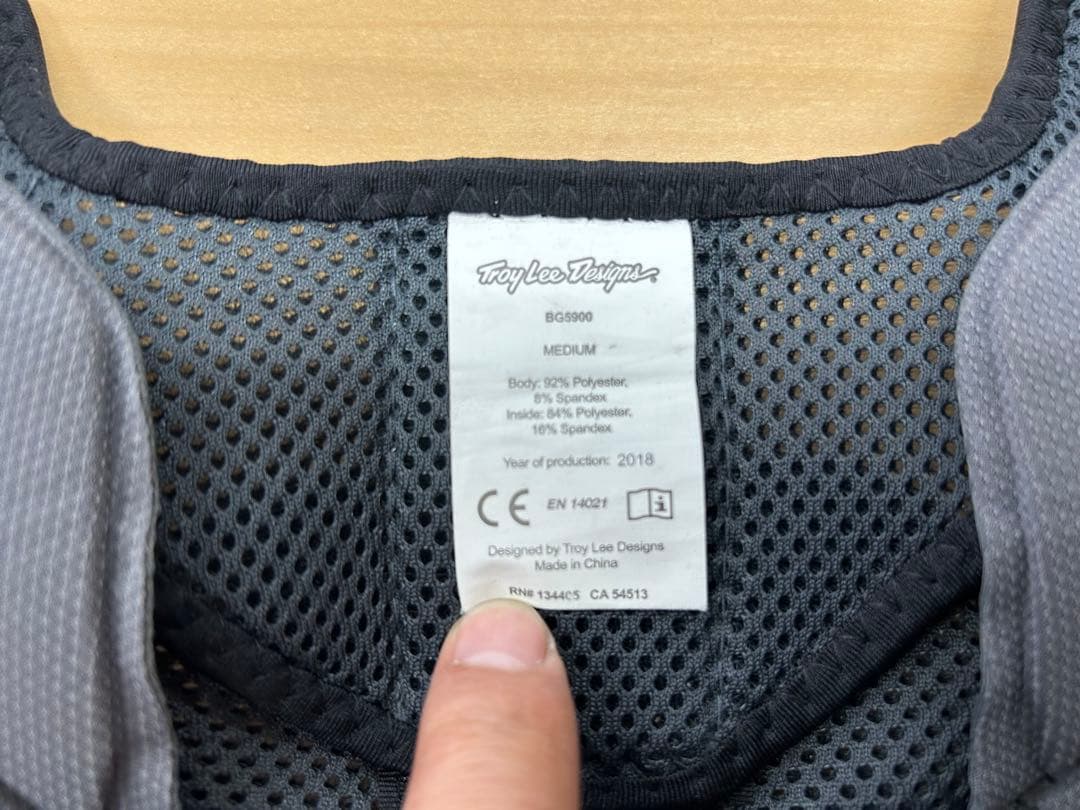 Troy Lee Designs
BG5900
MEDIUM
Body: 92% Polyester,
8% Spandex
Inside: 84% Polyester,
16% Spandex
Year of production: 2018
CE EN 14021 i
Designed by Troy Lee Designs
Made in China
RN# 134405 CA 54513